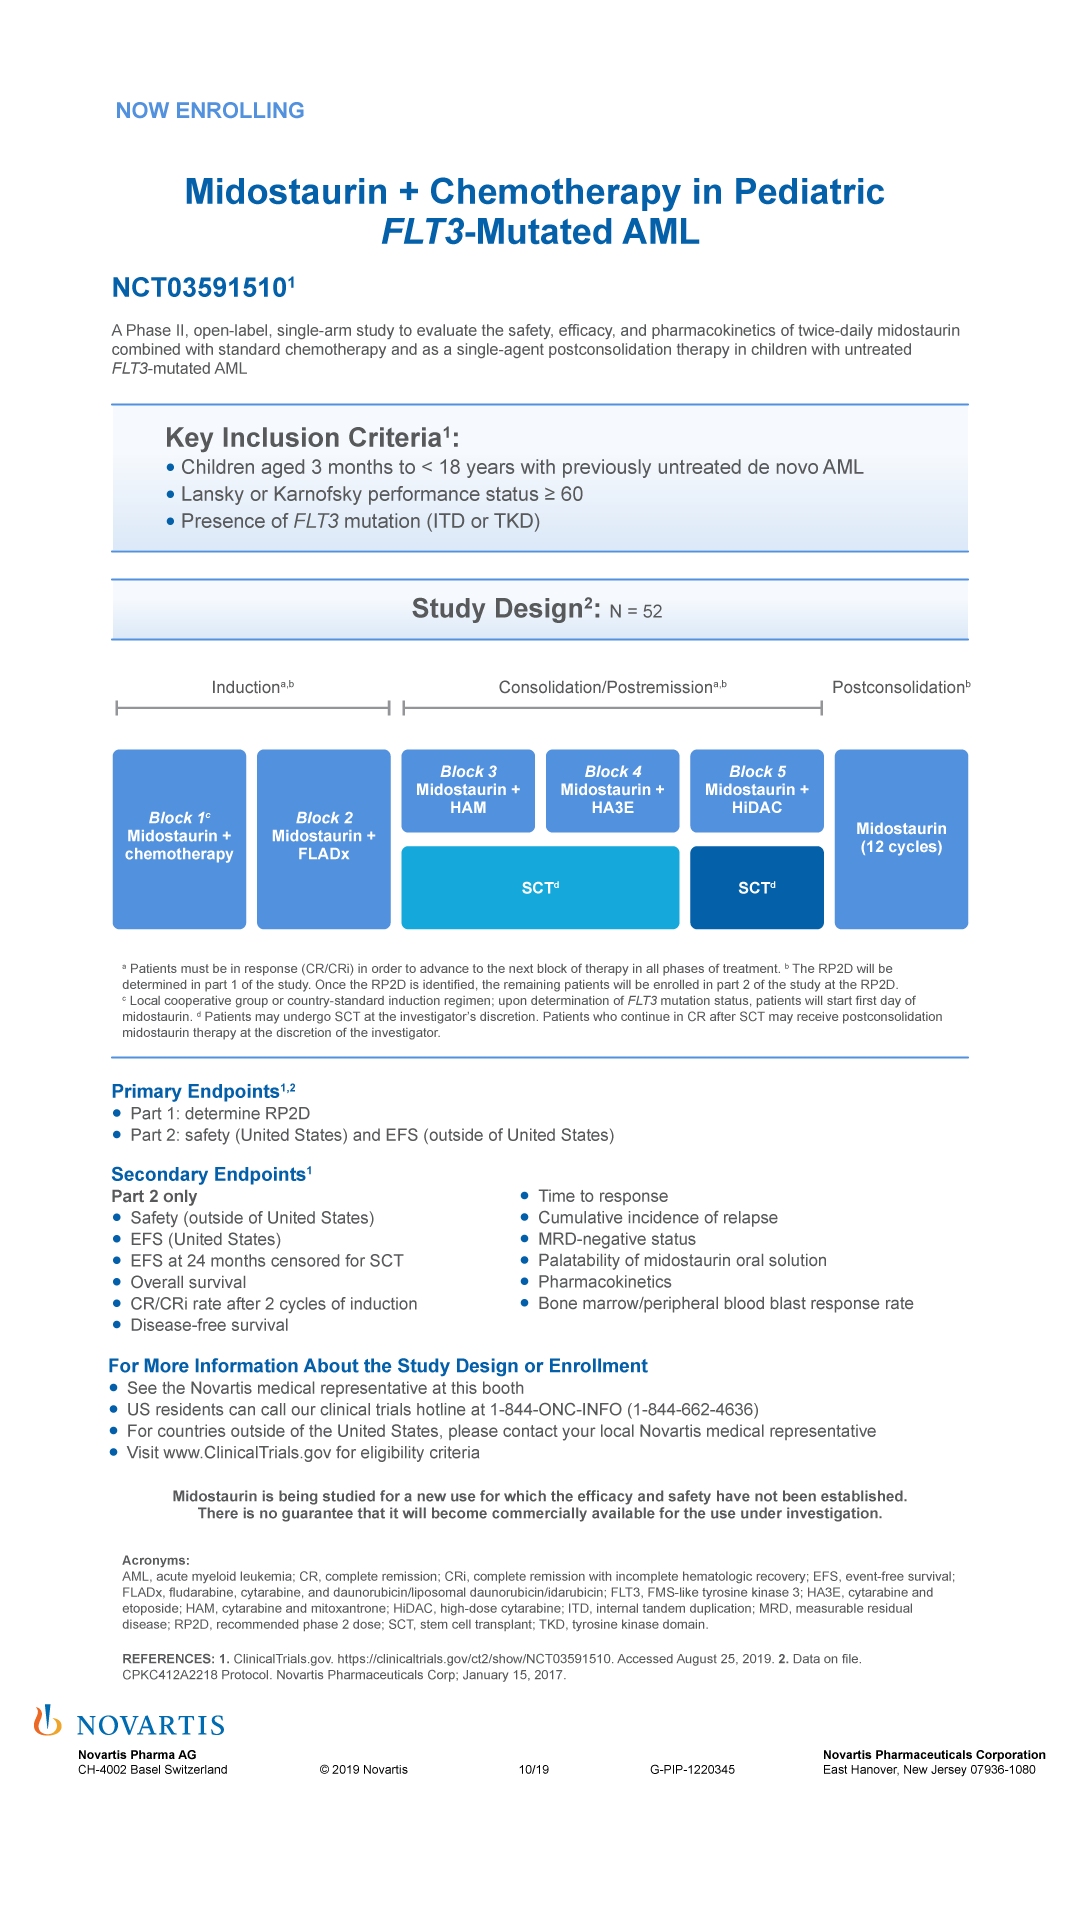 NOW ENROLLING
Midostaurin + Chemotherapy in Pediatric
FLT3-Mutated AML
NCT03591510¹
A Phase II, open-label, single-arm study to evaluate the safety, efficacy, and pharmacokinetics of twice-daily midostaurin
combined with standard chemotherapy and as a single-agent postconsolidation therapy in children with untreated
FLT3-mutated AML
Key Inclusion Criteria¹:
• Children aged 3 months to < 18 years with previously untreated de novo AML
• Lansky or Karnofsky performance status ≥ 60
• Presence of FLT3 mutation (ITD or TKD)
Study Design²: N = 52
Inductionᵃ,ᵇ
Consolidation/Postremissionᵃ,ᵇ
Postconsolidationᵇ
Block 1ᶜ
Midostaurin +
chemotherapy
Block 2
Midostaurin +
FLADx
Block 3
Midostaurin +
HAM
Block 4
Midostaurin +
HA3E
Block 5
Midostaurin +
HiDAC
SCTᵈ
SCTᵈ
Midostaurin
(12 cycles)
ᵃ Patients must be in response (CR/CRi) in order to advance to the next block of therapy in all phases of treatment. ᵇ The RP2D will be
determined in part 1 of the study. Once the RP2D is identified, the remaining patients will be enrolled in part 2 of the study at the RP2D.
ᶜ Local cooperative group or country-standard induction regimen; upon determination of FLT3 mutation status, patients will start first day of
midostaurin. ᵈ Patients may undergo SCT at the investigator's discretion. Patients who continue in CR after SCT may receive postconsolidation
midostaurin therapy at the discretion of the investigator.
Primary Endpoints¹,²
• Part 1: determine RP2D
• Part 2: safety (United States) and EFS (outside of United States)
Secondary Endpoints¹
Part 2 only
• Safety (outside of United States)
• EFS (United States)
• EFS at 24 months censored for SCT
• Overall survival
• CR/CRi rate after 2 cycles of induction
• Disease-free survival
• Time to response
• Cumulative incidence of relapse
• MRD-negative status
• Palatability of midostaurin oral solution
• Pharmacokinetics
• Bone marrow/peripheral blood blast response rate
For More Information About the Study Design or Enrollment
• See the Novartis medical representative at this booth
• US residents can call our clinical trials hotline at 1-844-ONC-INFO (1-844-662-4636)
• For countries outside of the United States, please contact your local Novartis medical representative
• Visit www.ClinicalTrials.gov for eligibility criteria
Midostaurin is being studied for a new use for which the efficacy and safety have not been established.
There is no guarantee that it will become commercially available for the use under investigation.
Acronyms:
AML, acute myeloid leukemia; CR, complete remission; CRi, complete remission with incomplete hematologic recovery; EFS, event-free survival;
FLADx, fludarabine, cytarabine, and daunorubicin/liposomal daunorubicin/idarubicin; FLT3, FMS-like tyrosine kinase 3; HA3E, cytarabine and
etoposide; HAM, cytarabine and mitoxantrone; HiDAC, high-dose cytarabine; ITD, internal tandem duplication; MRD, measurable residual
disease; RP2D, recommended phase 2 dose; SCT, stem cell transplant; TKD, tyrosine kinase domain.
REFERENCES: 1. ClinicalTrials.gov. https://clinicaltrials.gov/ct2/show/NCT03591510. Accessed August 25, 2019. 2. Data on file.
CPKC412A2218 Protocol. Novartis Pharmaceuticals Corp; January 15, 2017.
NOVARTIS
Novartis Pharma AG
CH-4002 Basel Switzerland
© 2019 Novartis
10/19
G-PIP-1220345
Novartis Pharmaceuticals Corporation
East Hanover, New Jersey 07936-1080